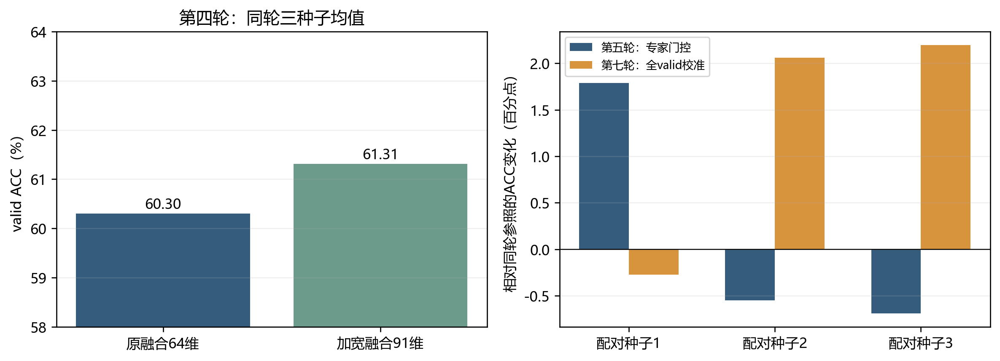 第四轮：同轮三种子均值
valid ACC（%）
64
63
62
61
60
59
58
60.30
61.31
原融合64维
加宽融合91维
相对同轮参照的ACC变化（百分点）
第五轮：专家门控
第七轮：全valid校准
2.0
1.5
1.0
0.5
0.0
-0.5
配对种子1
配对种子2
配对种子3